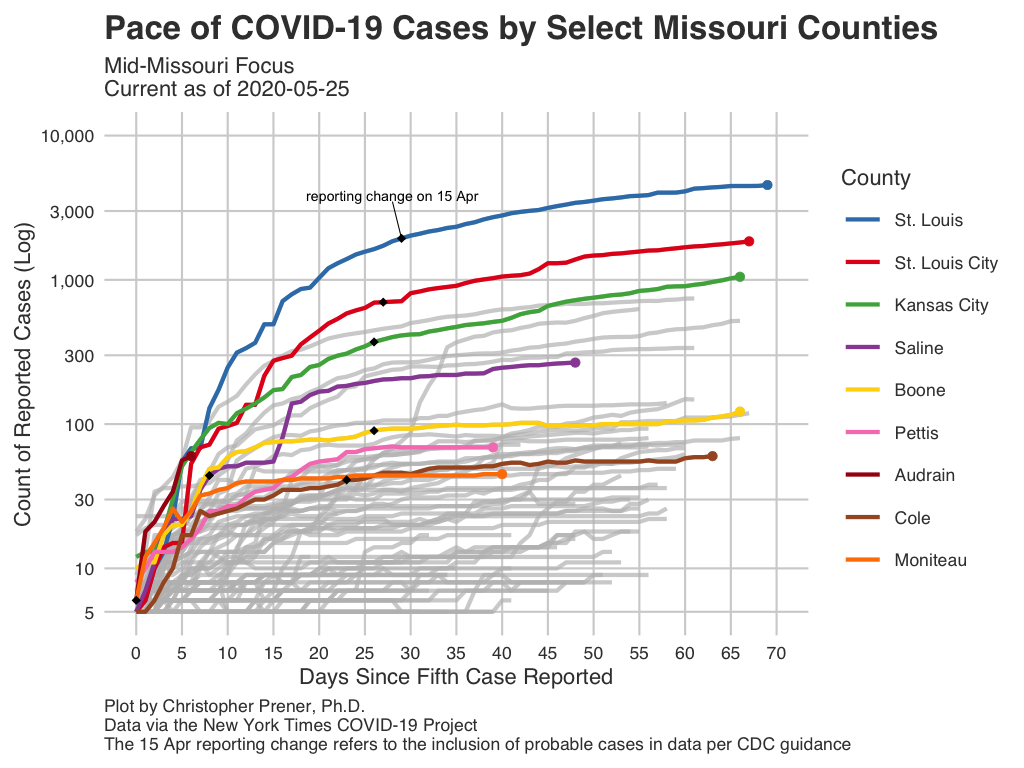 Pace of COVID-19 Cases by Select Missouri Counties
Mid-Missouri Focus
Current as of 2020-05-25
Count of Reported Cases (Log)
10,000
3,000
1,000
300
100
30
10
5
reporting change on 15 Apr
0 5 10 15 20 25 30 35 40 45 50 55 60 65 70
Days Since Fifth Case Reported
County
St. Louis
St. Louis City
Kansas City
Saline
Boone
Pettis
Audrain
Cole
Moniteau
Plot by Christopher Prener, Ph.D.
Data via the New York Times COVID-19 Project
The 15 Apr reporting change refers to the inclusion of probable cases in data per CDC guidance